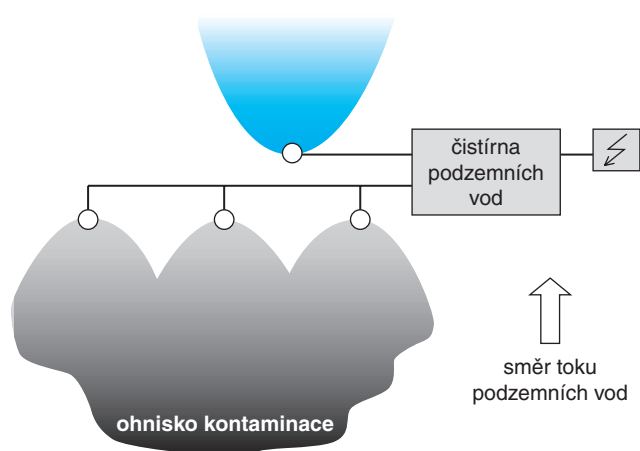 čistírna
podzemních
vod
směr toku
podzemních vod
ohnisko kontaminace